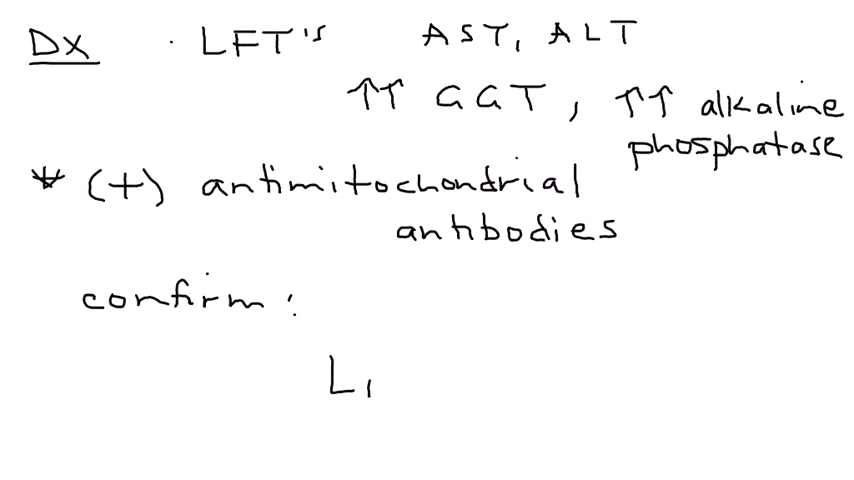 Dx · LFT's AST, ALT
↑↑ GGT, ↑↑ alkaline
phosphatase
* (+) antimitochondrial
antibodies
confirm:
L